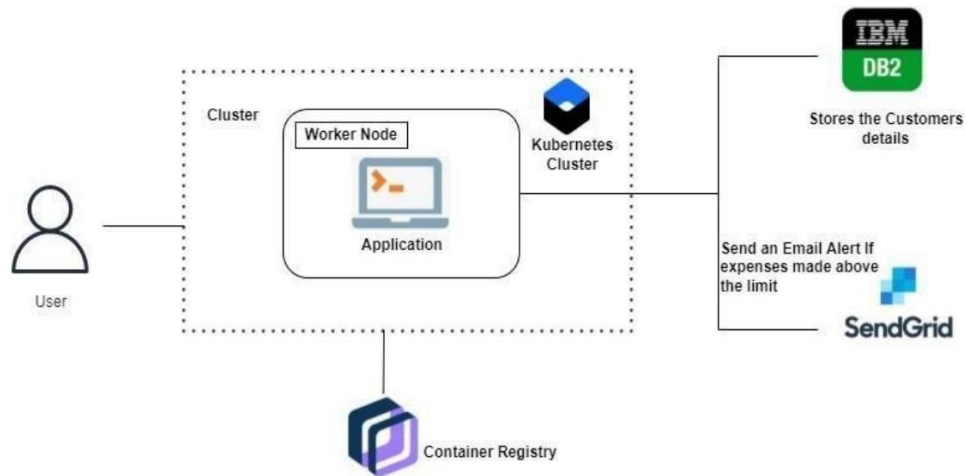 IBM
DB2
Stores the Customers
details
Cluster
Worker Node
Kubernetes
Cluster
Application
User
Send an Email Alert If
expenses made above
the limit
SendGrid
Container Registry